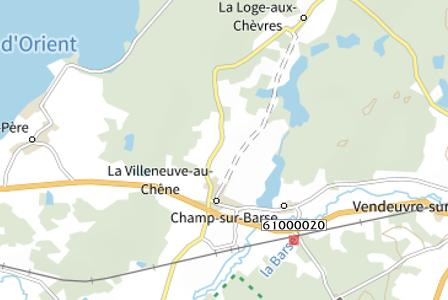 La Loge-aux-
Chèvres
d'Orient
-Père
La Villeneuve-au-
Chêne
Champ-sur-Barse
Vendeuvre-sur
61000020
la Barse